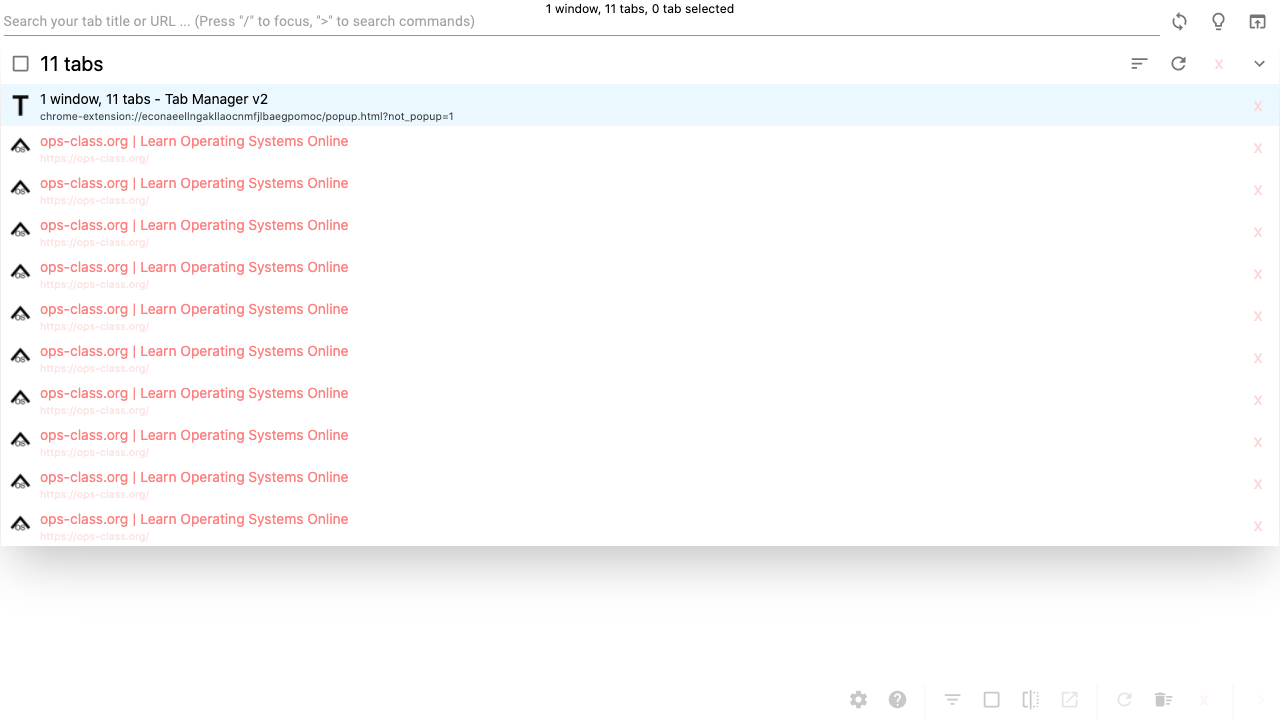 1 window, 11 tabs, 0 tab selected
Search your tab title or URL ... (Press "/" to focus, ">" to search commands)
11 tabs
x
T
1 window, 11 tabs - Tab Manager v2
x
chrome-extension://econaeellngakllaocnmfjlbaegpomoc/popup.html?not_popup=1
ops-class.org | Learn Operating Systems Online
x
https://ops-class.org/
ops-class.org | Learn Operating Systems Online
x
https://ops-class.org/
ops-class.org | Learn Operating Systems Online
x
https://ops-class.org/
ops-class.org | Learn Operating Systems Online
x
https://ops-class.org/
ops-class.org | Learn Operating Systems Online
x
https://ops-class.org/
ops-class.org | Learn Operating Systems Online
x
https://ops-class.org/
ops-class.org | Learn Operating Systems Online
x
https://ops-class.org/
ops-class.org | Learn Operating Systems Online
x
https://ops-class.org/
ops-class.org | Learn Operating Systems Online
x
https://ops-class.org/
ops-class.org | Learn Operating Systems Online
x
https://ops-class.org/
x